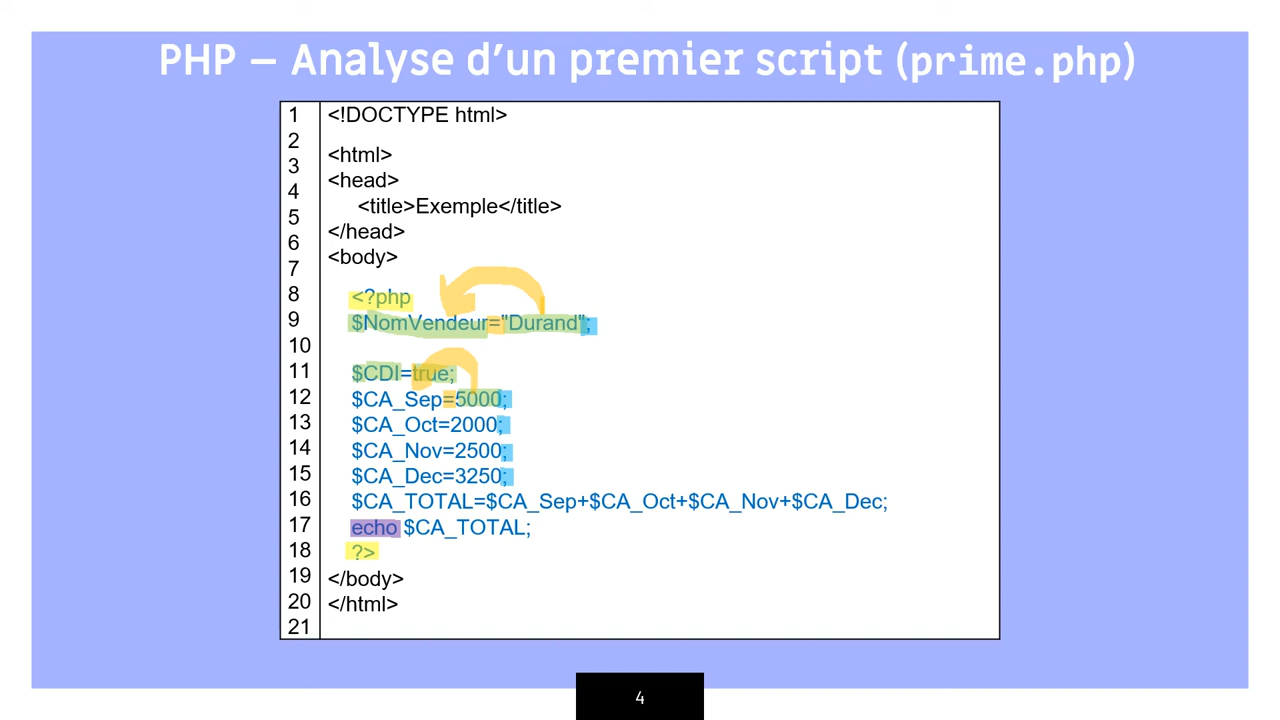 PHP – Analyse d’un premier script (prime.php)
1 <!DOCTYPE html>
2
3 <html>
4 <head>
5 <title>Exemple</title>
6 </head>
7 <body>
8 <?php
9 $NomVendeur="Durand";
10
11 $CDI=true;
12 $CA_Sep=5000;
13 $CA_Oct=2000;
14 $CA_Nov=2500;
15 $CA_Dec=3250;
16 $CA_TOTAL=$CA_Sep+$CA_Oct+$CA_Nov+$CA_Dec;
17 echo $CA_TOTAL;
18 ?>
19 </body>
20 </html>
21
4